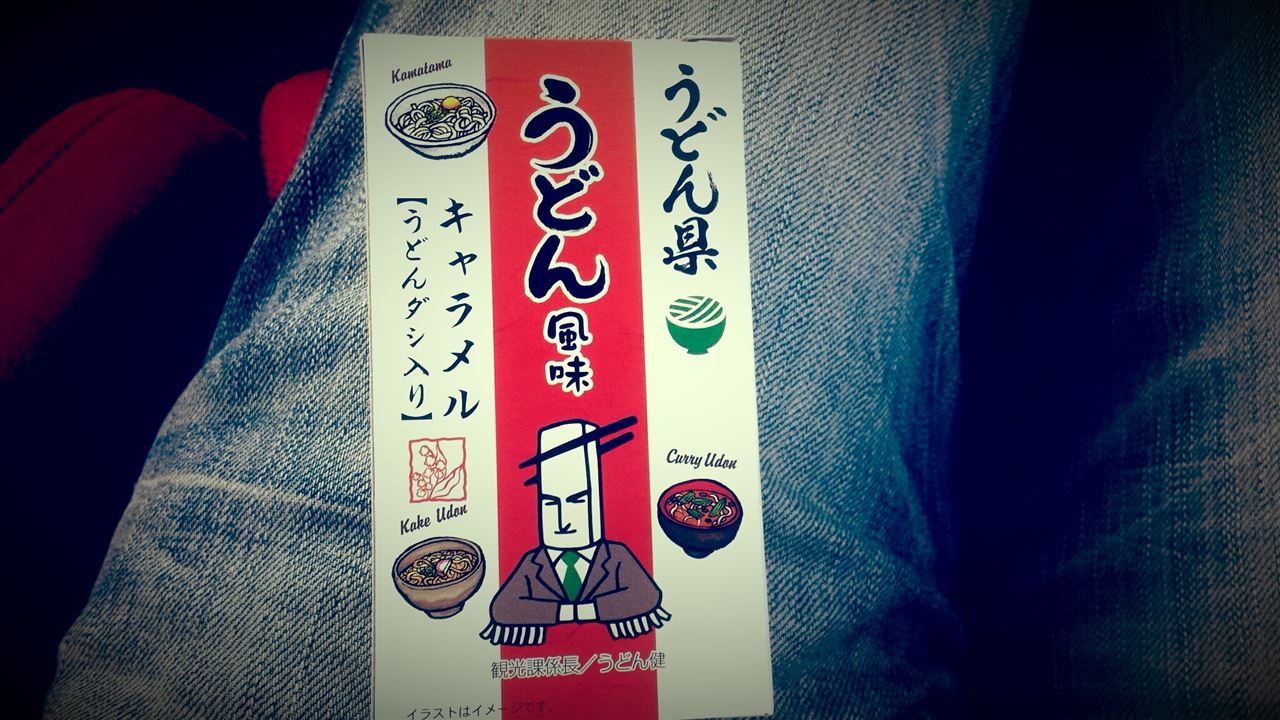 うどん県
うどん
風味
キャラメル
【うどんダシ入り】
Kamatama
Curry Udon
Kake Udon
観光課係長／うどん健
イラストはイメージです。